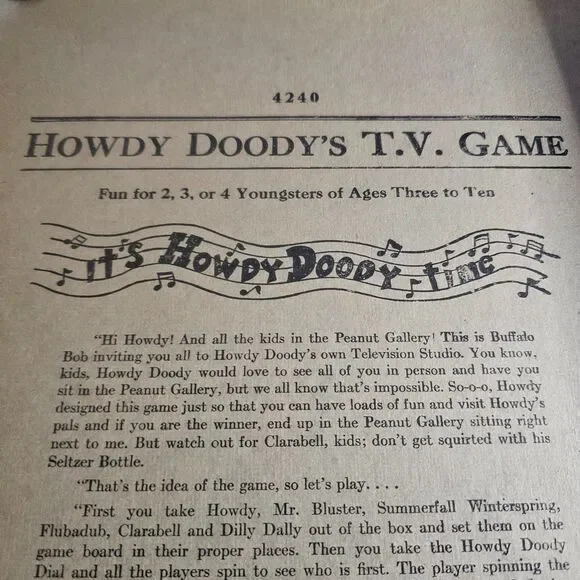 4240
HOWDY DOODY'S T.V. GAME
Fun for 2, 3, or 4 Youngsters of Ages Three to Ten
It's HOWDY DOODY time
"Hi Howdy! And all the kids in the Peanut Gallery! This is Buffalo
Bob inviting you all to Howdy Doody's own Television Studio. You know,
kids, Howdy Doody would love to see all of you in person and have you
sit in the Peanut Gallery, but we all know that's impossible. So-o-o, Howdy
designed this game just so that you can have loads of fun and visit Howdy's
pals and if you are the winner, end up in the Peanut Gallery sitting right
next to me. But watch out for Clarabell, kids; don't get squirted with his
Seltzer Bottle.
"That's the idea of the game, so let's play. . . .
"First you take Howdy, Mr. Bluster, Summerfall Winterspring,
Flubadub, Clarabell and Dilly Dally out of the box and set them on the
game board in their proper places. Then you take the Howdy Doody
Dial and all the players spin to see who is first. The player spinning the